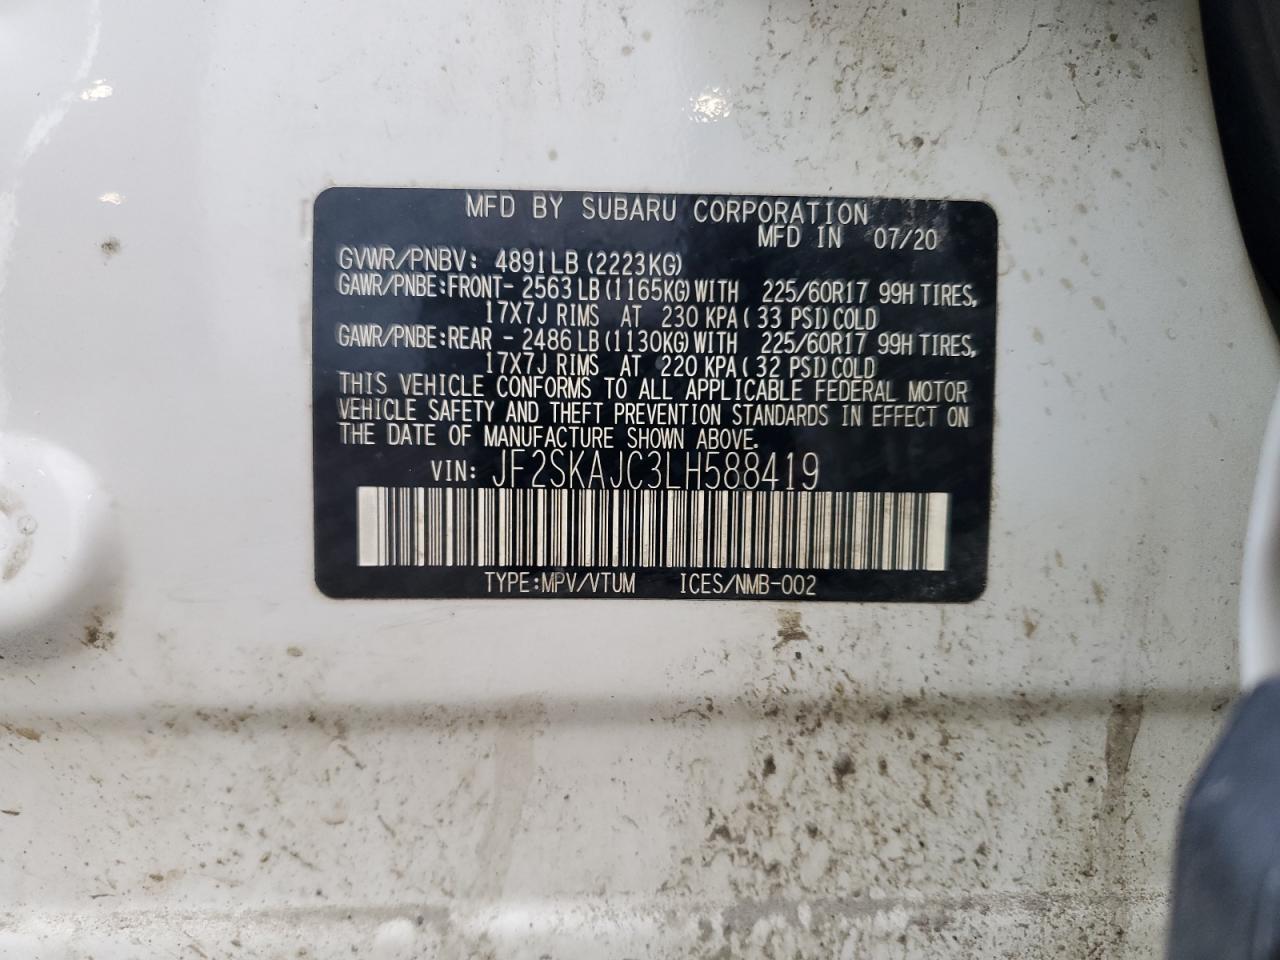 MFD BY SUBARU CORPORATION
MFD IN 07/20
GVWR/PNBV: 4891LB (2223KG)
GAWR/PNBE:FRONT- 2563 LB (1165KG) WITH 225/60R17 99H TIRES,
17X7J RIMS AT 230 KPA ( 33 PSI) COLD
GAWR/PNBE:REAR - 2486 LB (1130KG) WITH 225/60R17 99H TIRES,
17X7J RIMS AT 220 KPA ( 32 PSI) COLD
THIS VEHICLE CONFORMS TO ALL APPLICABLE FEDERAL MOTOR
VEHICLE SAFETY AND THEFT PREVENTION STANDARDS IN EFFECT ON
THE DATE OF MANUFACTURE SHOWN ABOVE.
VIN: JF2SKAJC3LH588419
TYPE:MPV/VTUM ICES/NMB-002